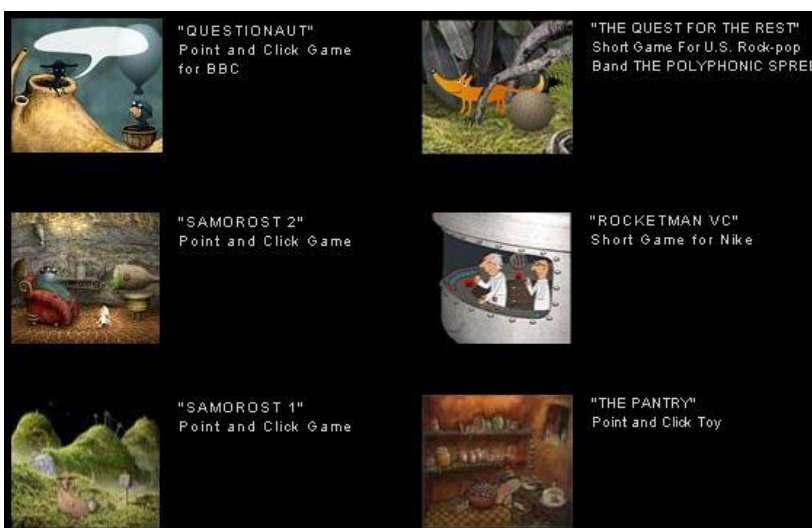 "QUESTIONAUT"
Point and Click Game
for BBC
"THE QUEST FOR THE REST"
Short Game For U.S. Rock-pop
Band THE POLYPHONIC SPREE
"SAMOROST 2"
Point and Click Game
"ROCKETMAN VC"
Short Game for Nike
"SAMOROST 1"
Point and Click Game
"THE PANTRY"
Point and Click Toy